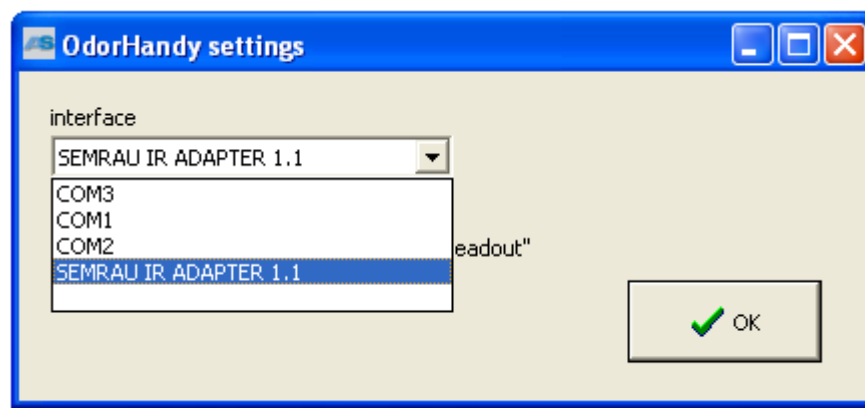 OdorHandy settings
interface
SEMRAU IR ADAPTER 1.1
COM3
COM1
COM2
eadout"
SEMRAU IR ADAPTER 1.1
OK